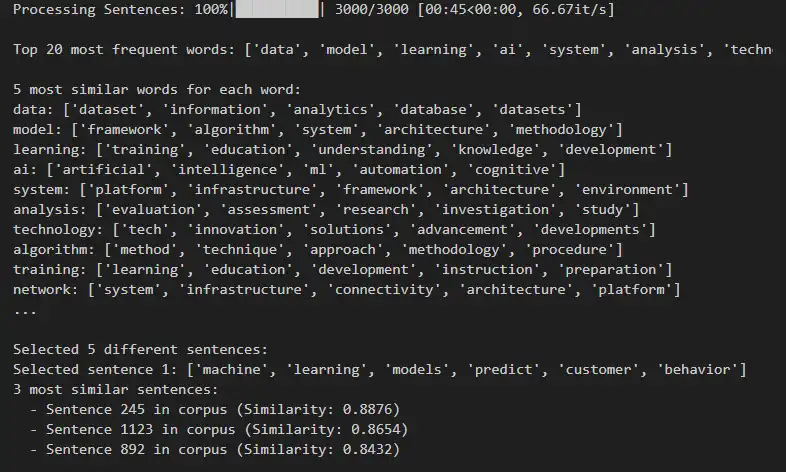 Processing Sentences: 100%|██████████| 3000/3000 [00:45<00:00, 66.67it/s]
Top 20 most frequent words: ['data', 'model', 'learning', 'ai', 'system', 'analysis', 'techn
5 most similar words for each word:
data: ['dataset', 'information', 'analytics', 'database', 'datasets']
model: ['framework', 'algorithm', 'system', 'architecture', 'methodology']
learning: ['training', 'education', 'understanding', 'knowledge', 'development']
ai: ['artificial', 'intelligence', 'ml', 'automation', 'cognitive']
system: ['platform', 'infrastructure', 'framework', 'architecture', 'environment']
analysis: ['evaluation', 'assessment', 'research', 'investigation', 'study']
technology: ['tech', 'innovation', 'solutions', 'advancement', 'developments']
algorithm: ['method', 'technique', 'approach', 'methodology', 'procedure']
training: ['learning', 'education', 'development', 'instruction', 'preparation']
network: ['system', 'infrastructure', 'connectivity', 'architecture', 'platform']
...
Selected 5 different sentences:
Selected sentence 1: ['machine', 'learning', 'models', 'predict', 'customer', 'behavior']
3 most similar sentences:
- Sentence 245 in corpus (Similarity: 0.8876)
- Sentence 1123 in corpus (Similarity: 0.8654)
- Sentence 892 in corpus (Similarity: 0.8432)